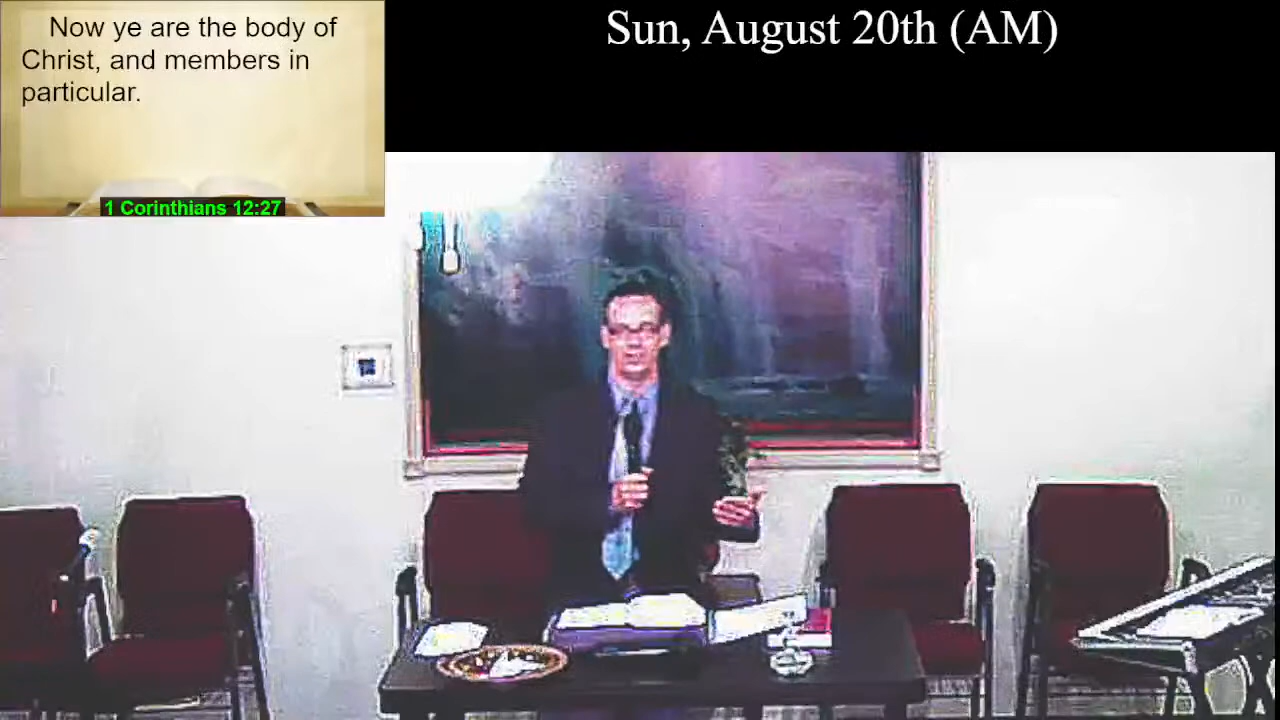 Now ye are the body of
Christ, and members in
particular.
1 Corinthians 12:27
Sun, August 20th (AM)